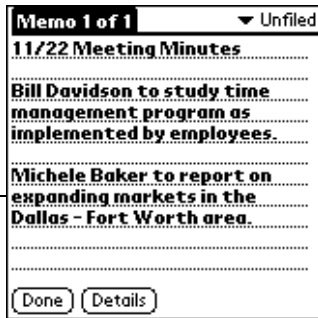 Memo 1 of 1
Unfiled
11/22 Meeting Minutes
Bill Davidson to study time
management program as
implemented by employees.
Michele Baker to report on
expanding markets in the
Dallas - Fort Worth area.
Done Details